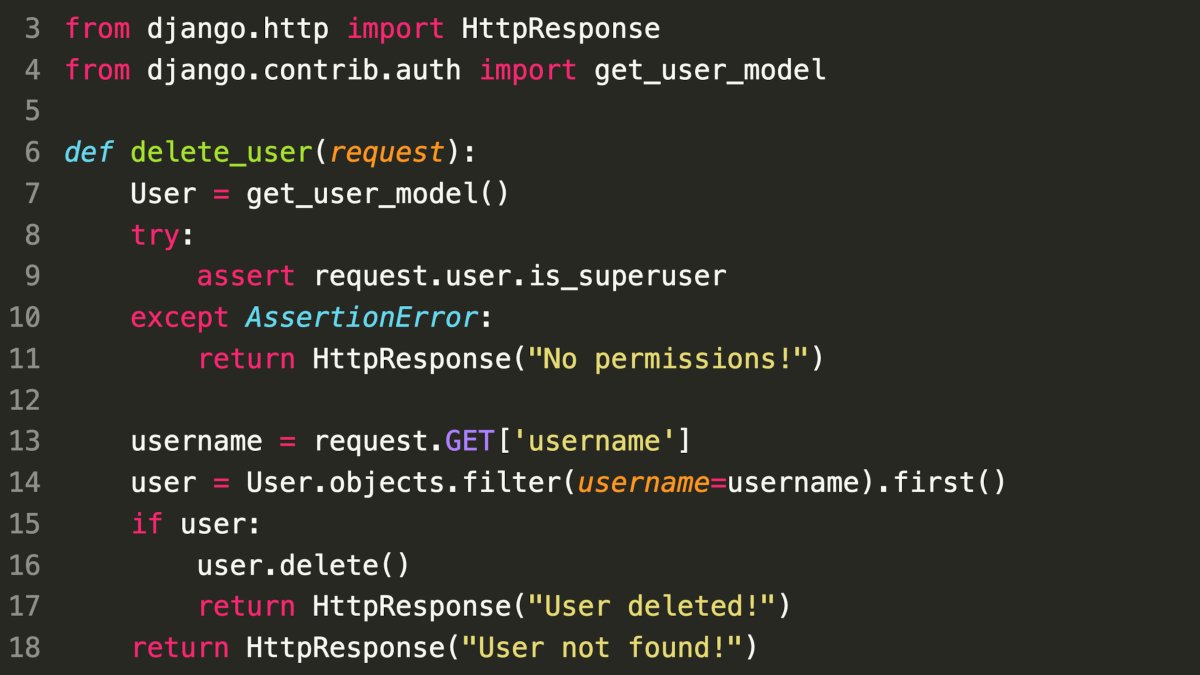 3 from django.http import HttpResponse
4 from django.contrib.auth import get_user_model
5
6 def delete_user(request):
7     User = get_user_model()
8     try:
9         assert request.user.is_superuser
10     except AssertionError:
11         return HttpResponse("No permissions!")
12
13     username = request.GET['username']
14     user = User.objects.filter(username=username).first()
15     if user:
16         user.delete()
17         return HttpResponse("User deleted!")
18     return HttpResponse("User not found!")